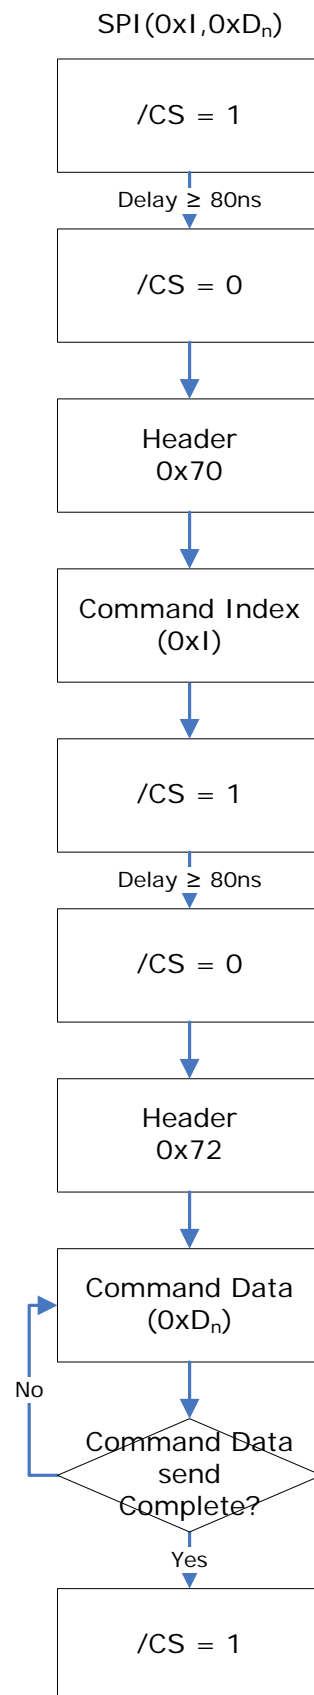 SPI(0xI,0xDn)
/CS = 1
Delay ≥ 80ns
/CS = 0
Header
0x70
Command Index
(0xI)
/CS = 1
Delay ≥ 80ns
/CS = 0
Header
0x72
Command Data
(0xDn)
No
Command Data
send
Complete?
Yes
/CS = 1